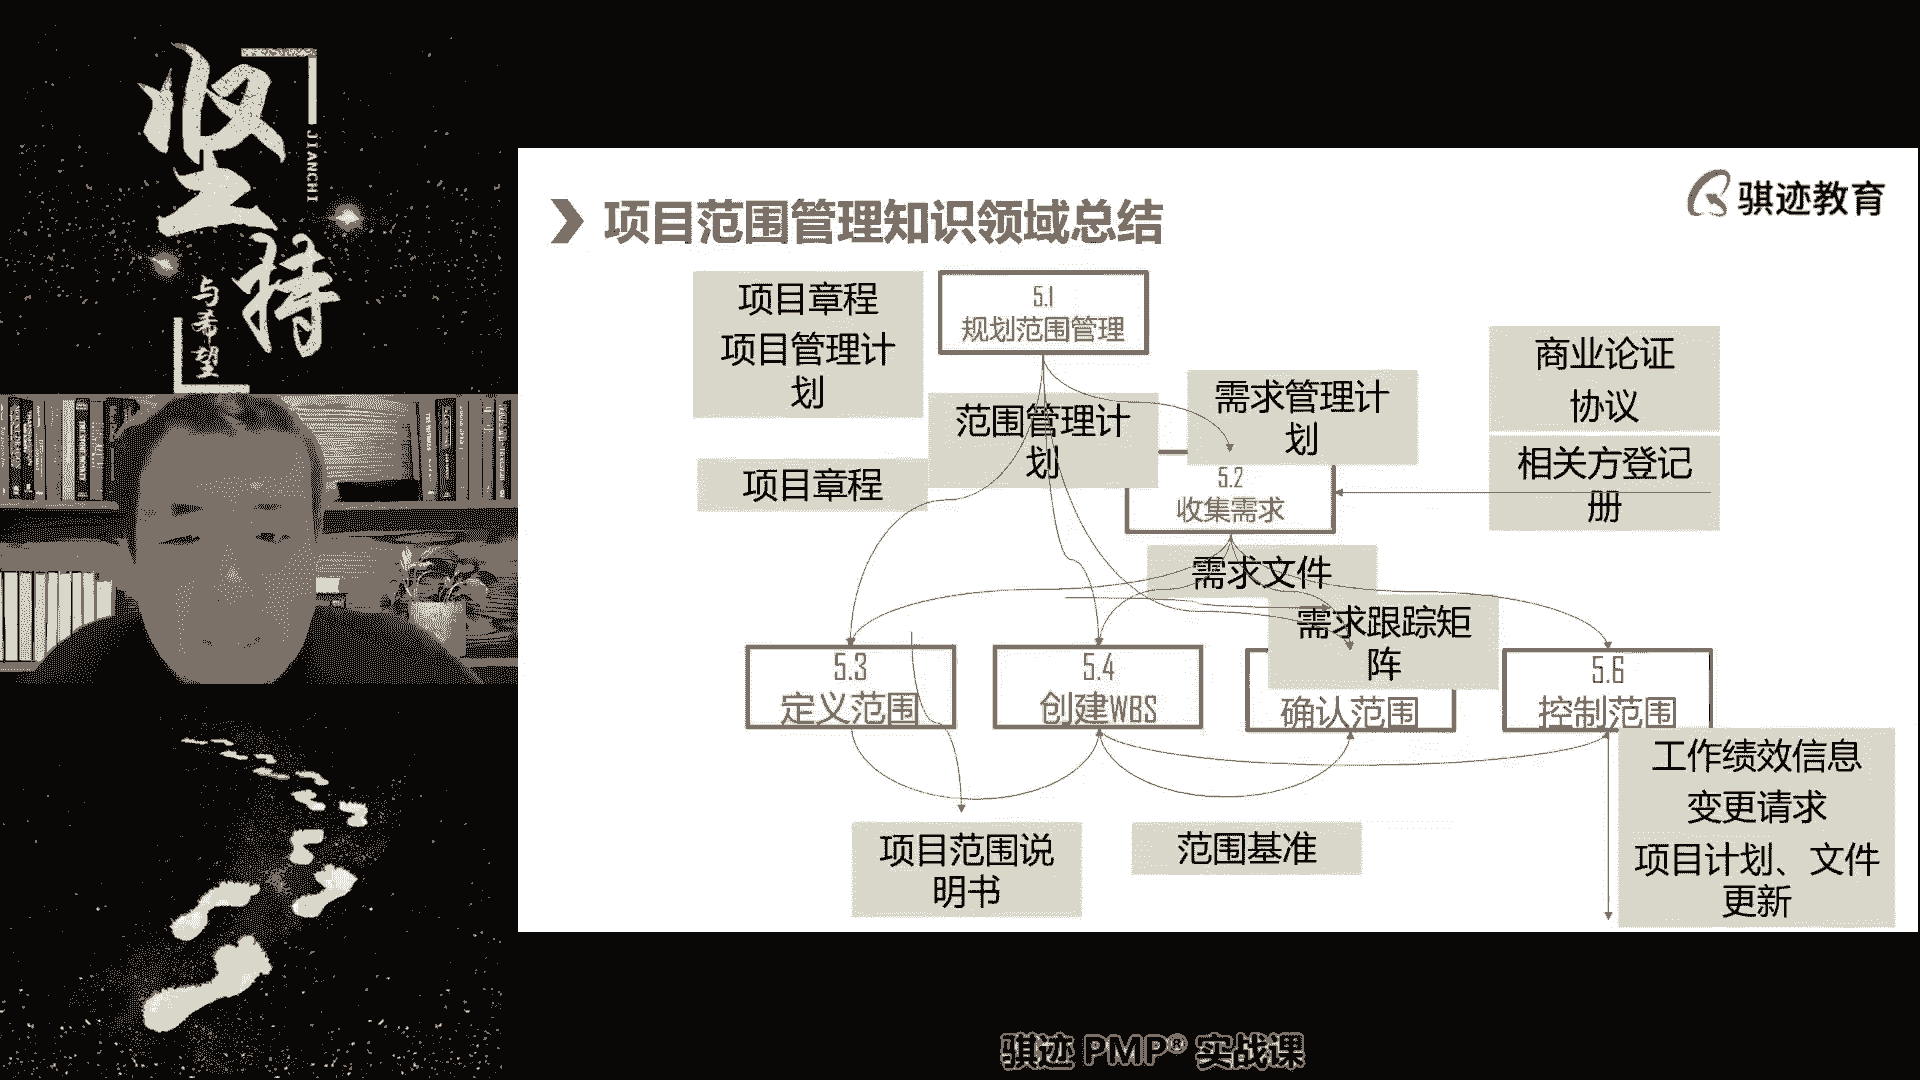 坚
持
JIANCHI
与
希
望
骐迹教育
项目范围管理知识领域总结
项目章程
项目管理计
划
5.1
规划范围管理
商业论证
协议
范围管理计
划
需求管理计
划
项目章程
5.2
收集需求
相关方登记
册
需求文件
需求跟踪矩
阵
5.3
定义范围
5.4
创建WBS
确认范围
5.6
控制范围
工作绩效信息
变更请求
项目计划、文件
更新
项目范围说
明书
范围基准
骐迹 PMP® 实战课